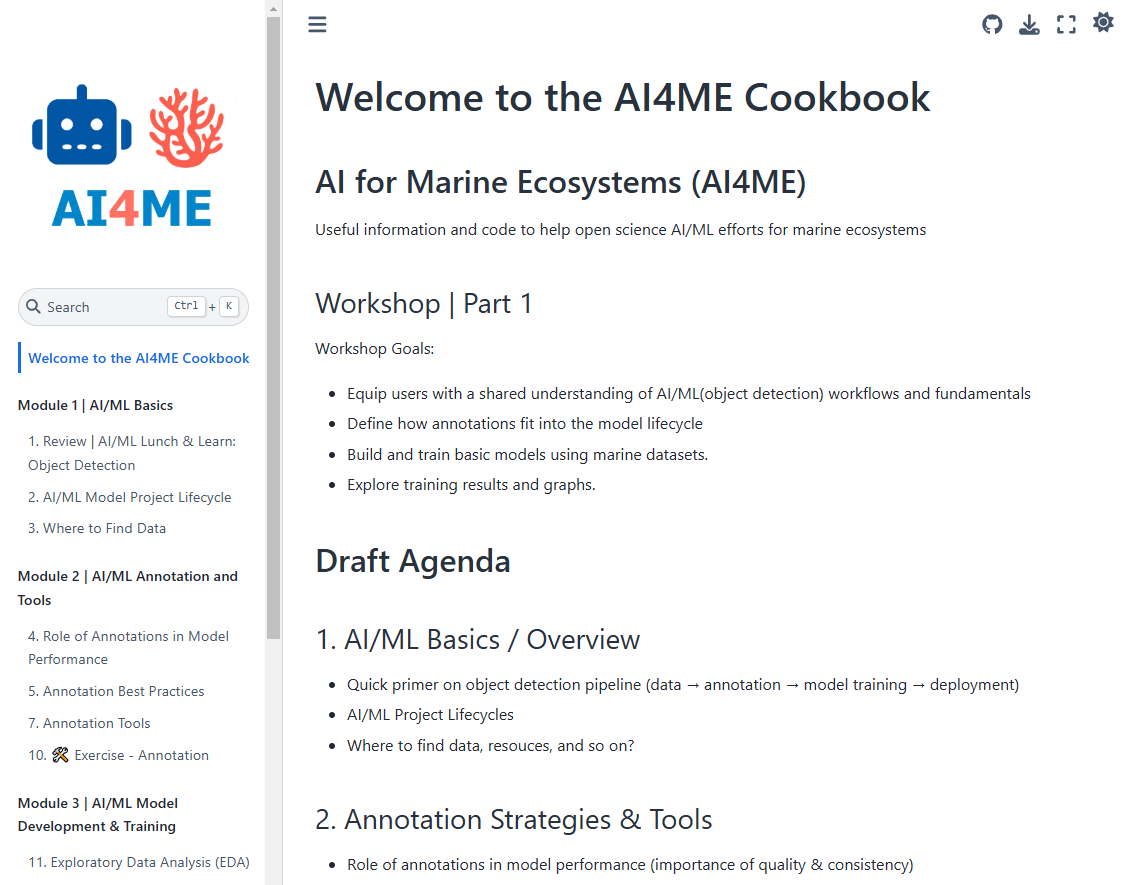 AI4ME
Search Ctrl + K
Welcome to the AI4ME Cookbook
Module 1 | AI/ML Basics
1. Review | AI/ML Lunch & Learn:
Object Detection
2. AI/ML Model Project Lifecycle
3. Where to Find Data
Module 2 | AI/ML Annotation and
Tools
4. Role of Annotations in Model
Performance
5. Annotation Best Practices
7. Annotation Tools
10. 🛠 Exercise - Annotation
Module 3 | AI/ML Model
Development & Training
11. Exploratory Data Analysis (EDA)
Welcome to the AI4ME Cookbook
AI for Marine Ecosystems (AI4ME)
Useful information and code to help open science AI/ML efforts for marine ecosystems
Workshop | Part 1
Workshop Goals:
• Equip users with a shared understanding of AI/ML(object detection) workflows and fundamentals
• Define how annotations fit into the model lifecycle
• Build and train basic models using marine datasets.
• Explore training results and graphs.
Draft Agenda
1. AI/ML Basics / Overview
• Quick primer on object detection pipeline (data → annotation → model training → deployment)
• AI/ML Project Lifecycles
• Where to find data, resouces, and so on?
2. Annotation Strategies & Tools
• Role of annotations in model performance (importance of quality & consistency)